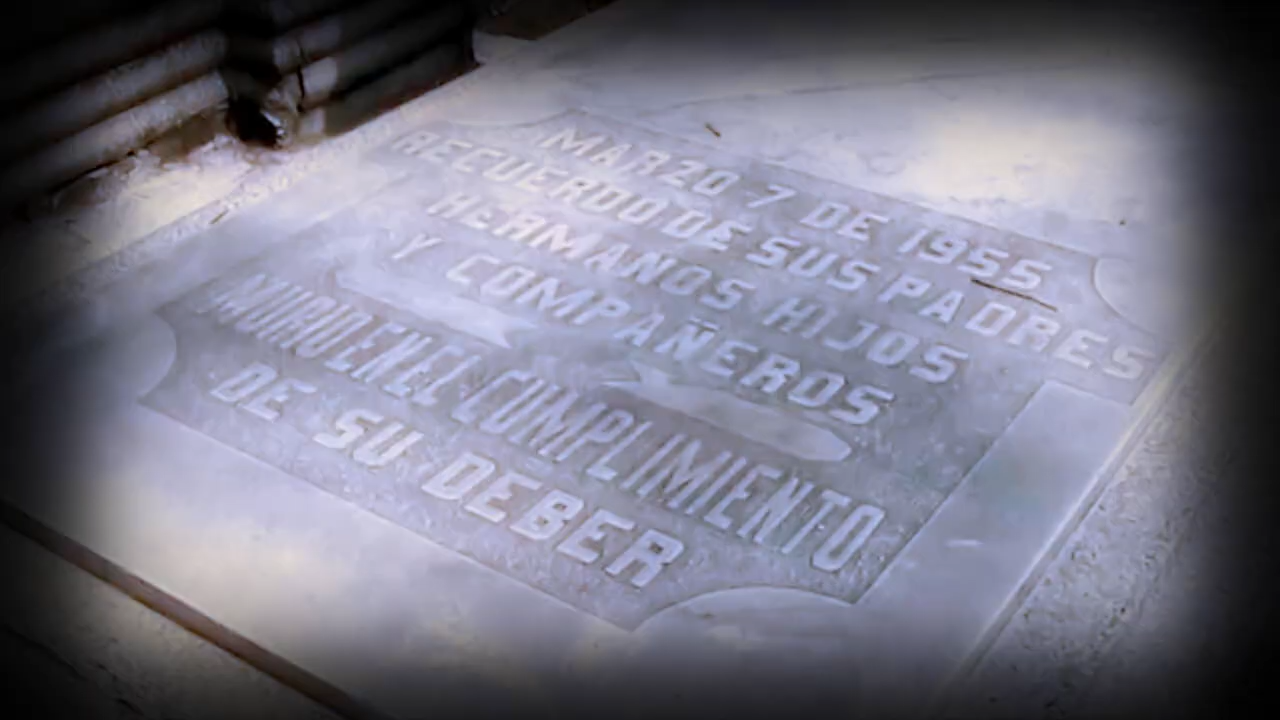 MARZO 7 DE 1955
RECUERDO DE SUS PADRES
HERMANOS HIJOS
Y COMPAÑEROS
MURIO EN EL CUMPLIMIENTO
DE SU DEBER